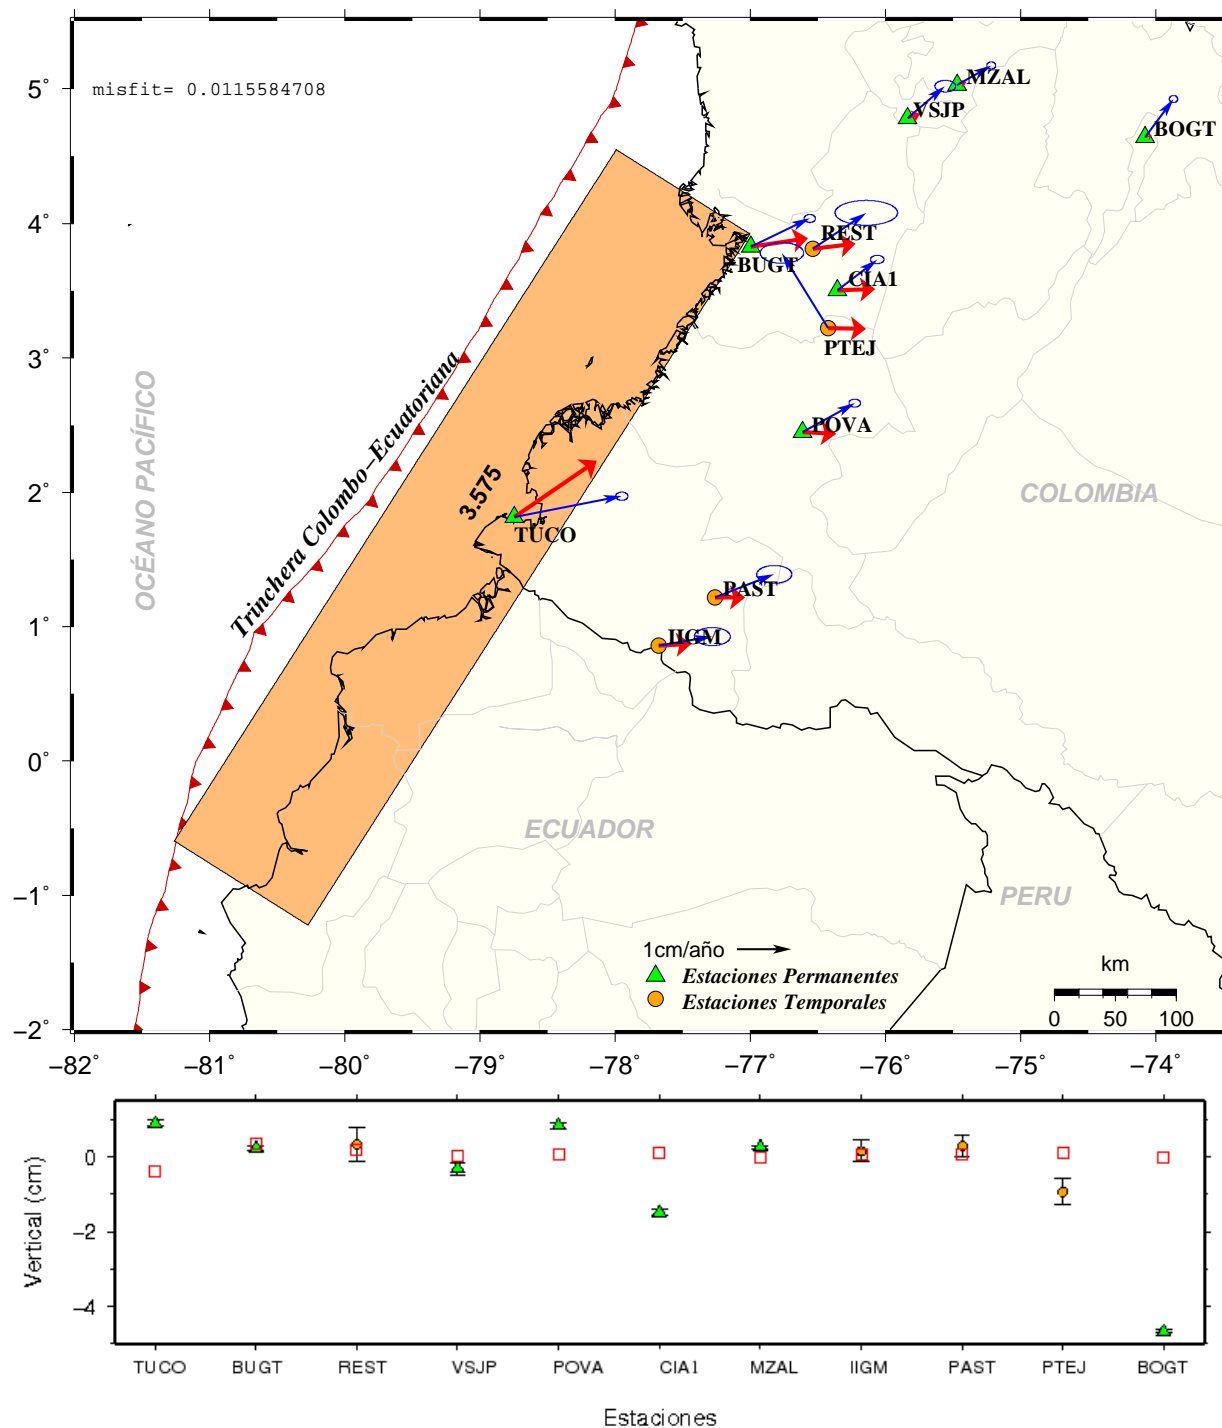 misfit= 0.0115584708
MZAL
VSJP
BOGT
REST
BUGT
CIA1
PTEJ
POVA
3.575
TUCO
PAST
IIGM
Trinchera Colombo−Ecuatoriana
OCÉANO PACÍFICO
COLOMBIA
ECUADOR
PERU
1cm/año
Estaciones Permanentes
Estaciones Temporales
km
0 50 100
5°
4°
3°
2°
1°
0°
−1°
−2°
−82 −81° −80° −79° −78° −77° −76° −75° −74°
Vertical (cm)
0
−2
−4
TUCO BUGT REST VSJP POVA CIA1 MZAL IIGM PAST PTEJ BOGT
Estaciones